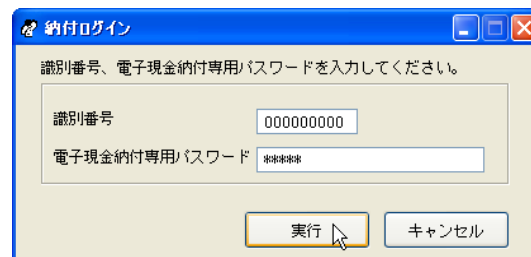 納付ログイン
識別番号、電子現金納付専用パスワードを入力してください。
識別番号 000000000
電子現金納付専用パスワード *****
実行 キャンセル